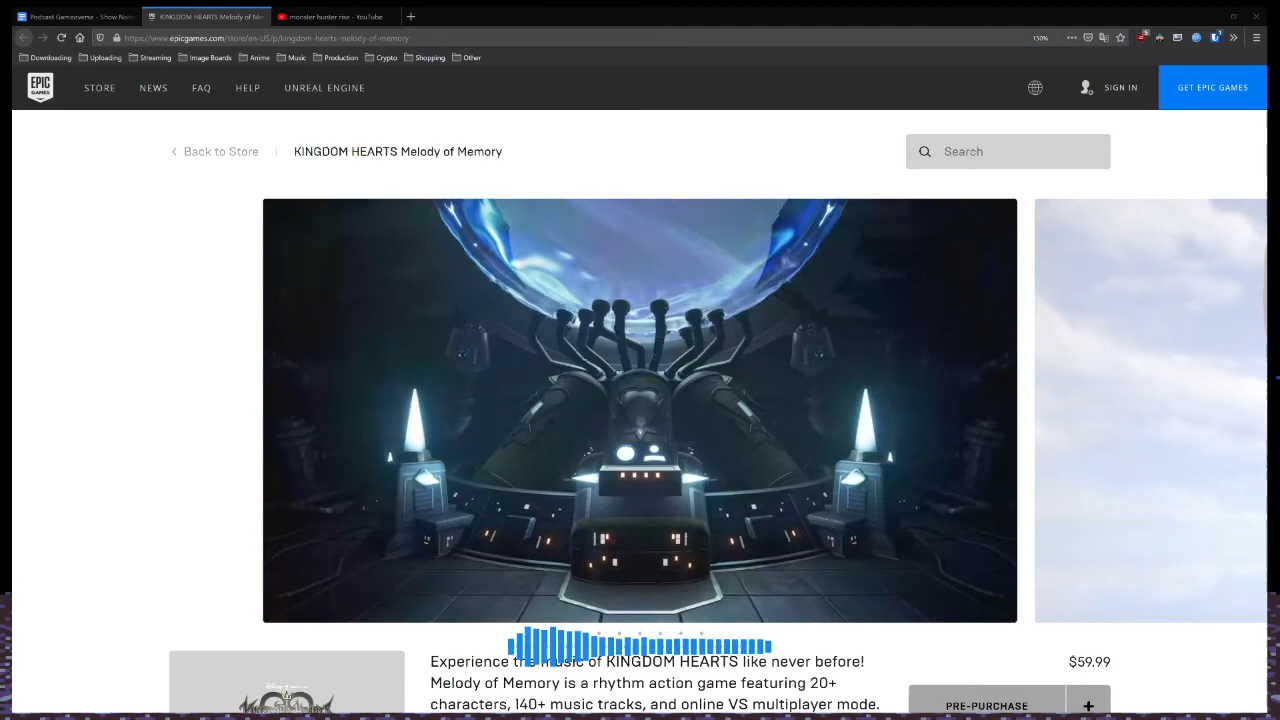 Podcast Gameoverse - Show Note
KINGDOM HEARTS Melody of Me
monster hunter rise - YouTube
https://www.epicgames.com/store/en-US/p/kingdom-hearts-melody-of-memory
150%
Downloading Uploading Streaming Image Boards Anime Music Production Crypto Shopping Other
EPIC GAMES
STORE NEWS FAQ HELP UNREAL ENGINE
SIGN IN
GET EPIC GAMES
Back to Store
KINGDOM HEARTS Melody of Memory
Search
Experience the music of KINGDOM HEARTS like never before!
Melody of Memory is a rhythm action game featuring 20+
characters, 140+ music tracks, and online VS multiplayer mode.
$59.99
PRE-PURCHASE